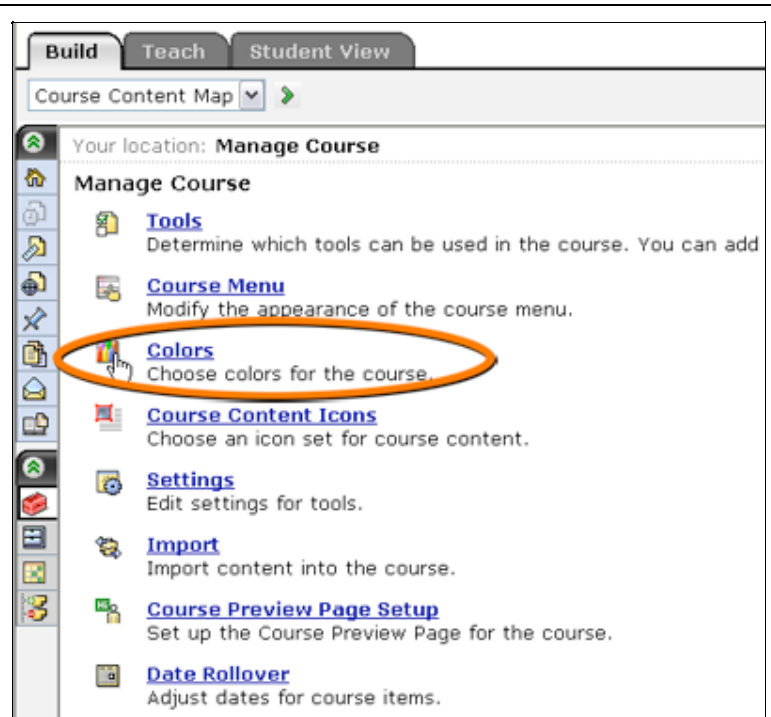 Build Teach Student View
Course Content Map
Your location: Manage Course
Manage Course
Tools
Determine which tools can be used in the course. You can add
Course Menu
Modify the appearance of the course menu.
Colors
Choose colors for the course.
Course Content Icons
Choose an icon set for course content.
Settings
Edit settings for tools.
Import
Import content into the course.
Course Preview Page Setup
Set up the Course Preview Page for the course.
Date Rollover
Adjust dates for course items.